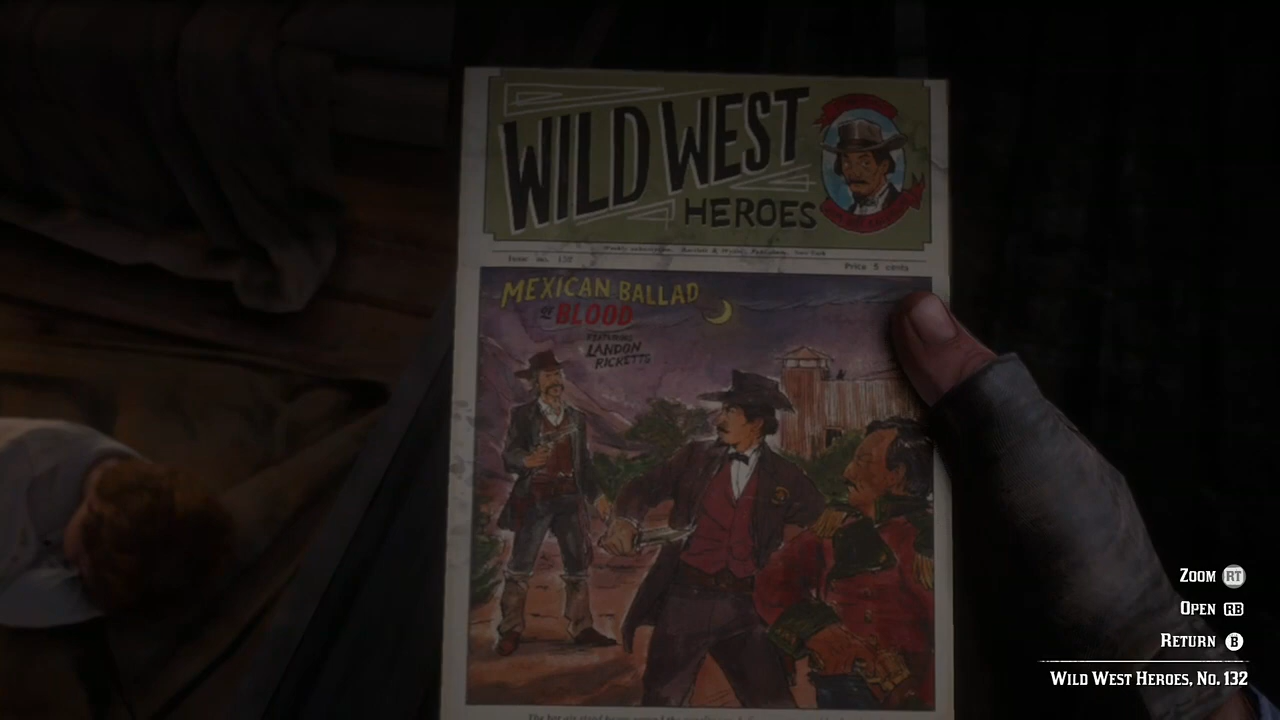 WILD WEST
HEROES
Issue no. 132
Price 5 cents
MEXICAN BALLAD
OF BLOOD
FEATURING
LANDON
RICKETTS
ZOOM RT
OPEN RB
RETURN B
WILD WEST HEROES, NO. 132